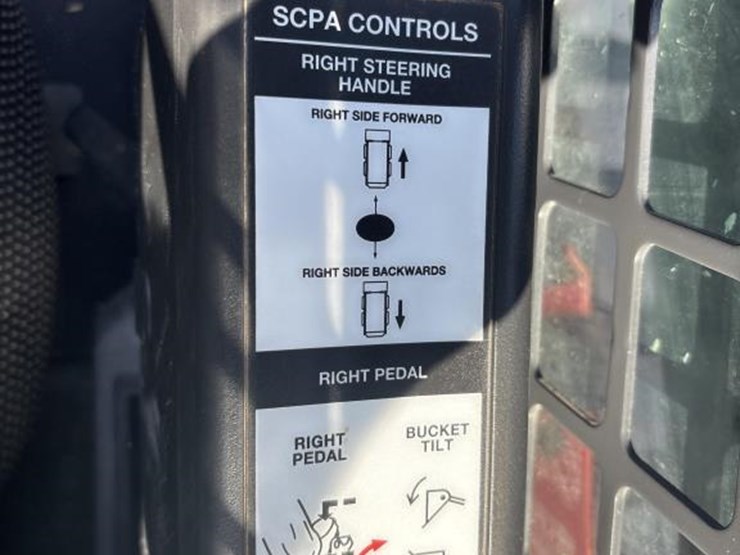 SCPA CONTROLS
RIGHT STEERING
HANDLE
RIGHT SIDE FORWARD
RIGHT SIDE BACKWARDS
RIGHT PEDAL
RIGHT
PEDAL
BUCKET
TILT